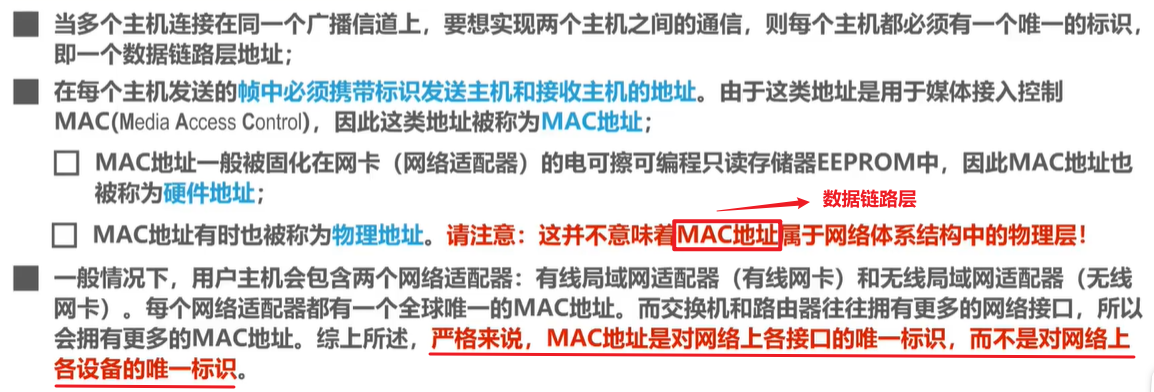 当多个主机连接在同一个广播信道上，要想实现两个主机之间的通信，则每个主机都必须有一个唯一的标识，
即一个数据链路层地址；
在每个主机发送的帧中必须携带标识发送主机和接收主机的地址。由于这类地址是用于媒体接入控制
MAC(Media Access Control)，因此这类地址被称为MAC地址；
MAC地址一般被固化在网卡（网络适配器）的电可擦可编程只读存储器EEPROM中，因此MAC地址也
被称为硬件地址；
数据链路层
MAC地址有时也被称为物理地址。请注意：这并不意味着MAC地址属于网络体系结构中的物理层！
一般情况下，用户主机会包含两个网络适配器：有线局域网适配器（有线网卡）和无线局域网适配器（无线
网卡）。每个网络适配器都有一个全球唯一的MAC地址。而交换机和路由器往往拥有更多的网络接口，所以
会拥有更多的MAC地址。综上所述，严格来说，MAC地址是对网络上各接口的唯一标识，而不是对网络上
各设备的唯一标识。